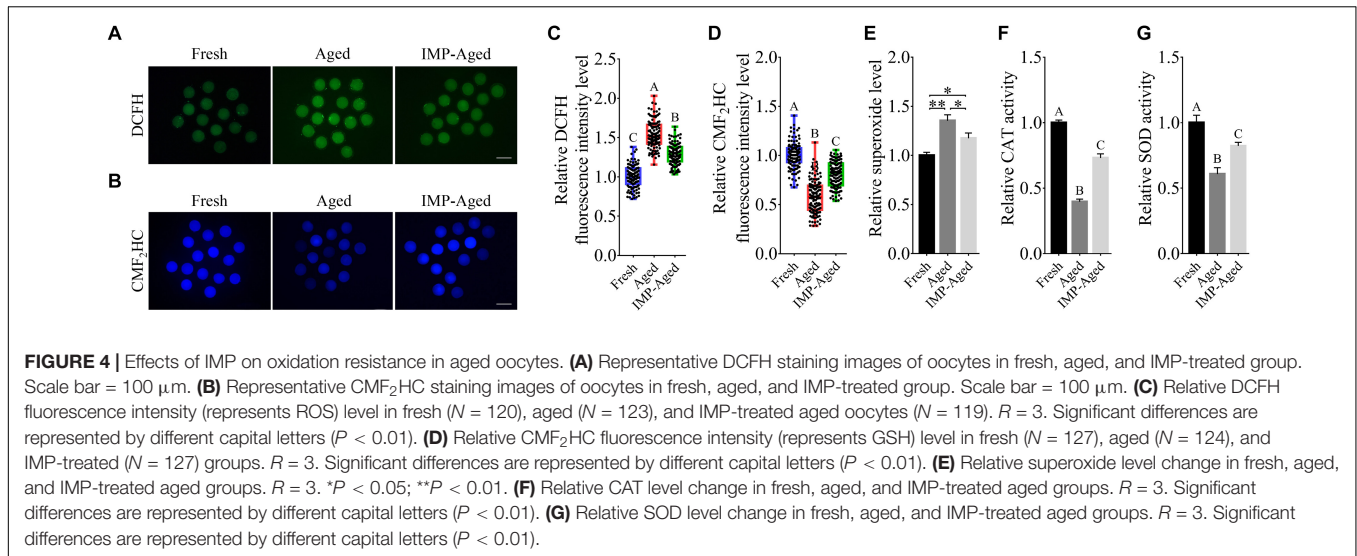 A
Fresh
Aged
IMP-Aged
DCFH
B
Fresh
Aged
IMP-Aged
CMF₂HC
C
Relative DCFH
fluorescence intensity level
2.5
2.0
1.5
1.0
0.5
0.0
C
A
B
Fresh
Aged
IMP-Aged
D
Relative CMF₂HC
fluorescence intensity level
2.0
1.5
1.0
0.5
0.0
A
B
C
Fresh
Aged
IMP-Aged
E
Relative superoxide level
2.0
1.5
1.0
0.5
0.0
*
** *
Fresh
Aged
IMP-Aged
F
Relative CAT activity
1.5
1.0
0.5
0.0
A
B
C
Fresh
Aged
IMP-Aged
G
Relative SOD activity
1.5
1.0
0.5
0.0
A
B
C
Fresh
Aged
IMP-Aged
FIGURE 4 | Effects of IMP on oxidation resistance in aged oocytes. (A) Representative DCFH staining images of oocytes in fresh, aged, and IMP-treated group.
Scale bar = 100 μm. (B) Representative CMF₂HC staining images of oocytes in fresh, aged, and IMP-treated group. Scale bar = 100 μm. (C) Relative DCFH
fluorescence intensity (represents ROS) level in fresh (N = 120), aged (N = 123), and IMP-treated aged oocytes (N = 119). R = 3. Significant differences are
represented by different capital letters (P < 0.01). (D) Relative CMF₂HC fluorescence intensity (represents GSH) level in fresh (N = 127), aged (N = 124), and
IMP-treated (N = 127) groups. R = 3. Significant differences are represented by different capital letters (P < 0.01). (E) Relative superoxide level change in fresh, aged,
and IMP-treated aged groups. R = 3. *P < 0.05; **P < 0.01. (F) Relative CAT level change in fresh, aged, and IMP-treated aged groups. R = 3. Significant
differences are represented by different capital letters (P < 0.01). (G) Relative SOD level change in fresh, aged, and IMP-treated aged groups. R = 3. Significant
differences are represented by different capital letters (P < 0.01).